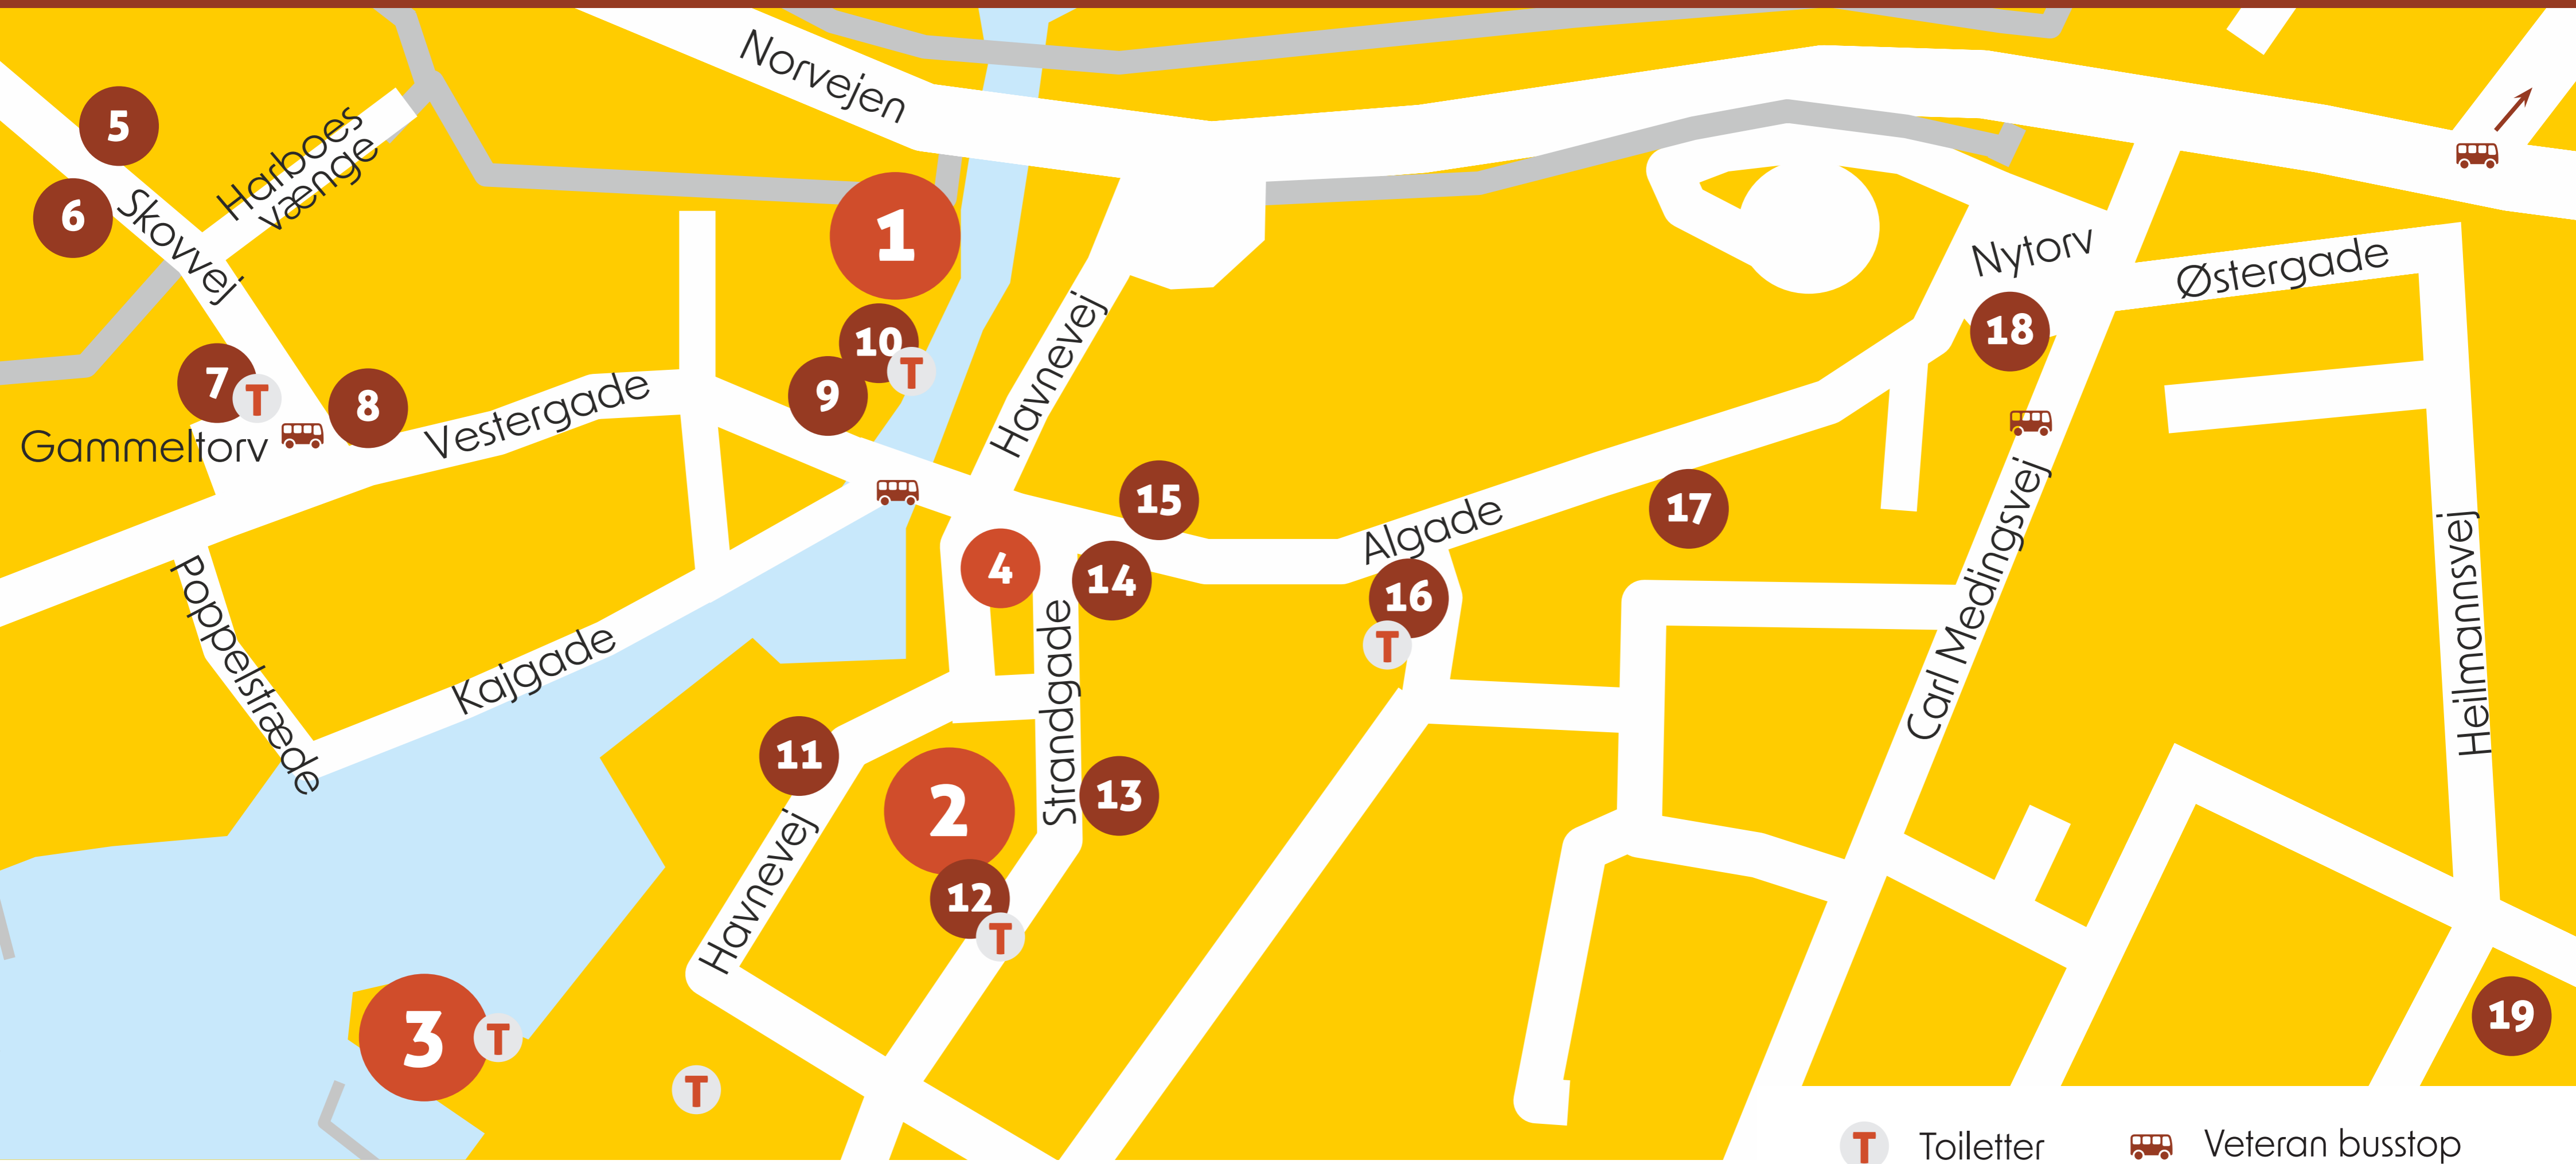 Norvejen
5
Harboes
vænge
6
Skovvej
1
Nytorv
Østergade
10
T
18
7
T
8
9
Havnevej
Gammeltorv
Vestergade
15
17
Algade
4
14
16
T
Poppelstræde
Kajgade
Strandgade
Carl Medingsvej
Heilmannsvej
11
2
13
Havnevej
12
T
3
T
19
T
T Toiletter
Veteran busstop